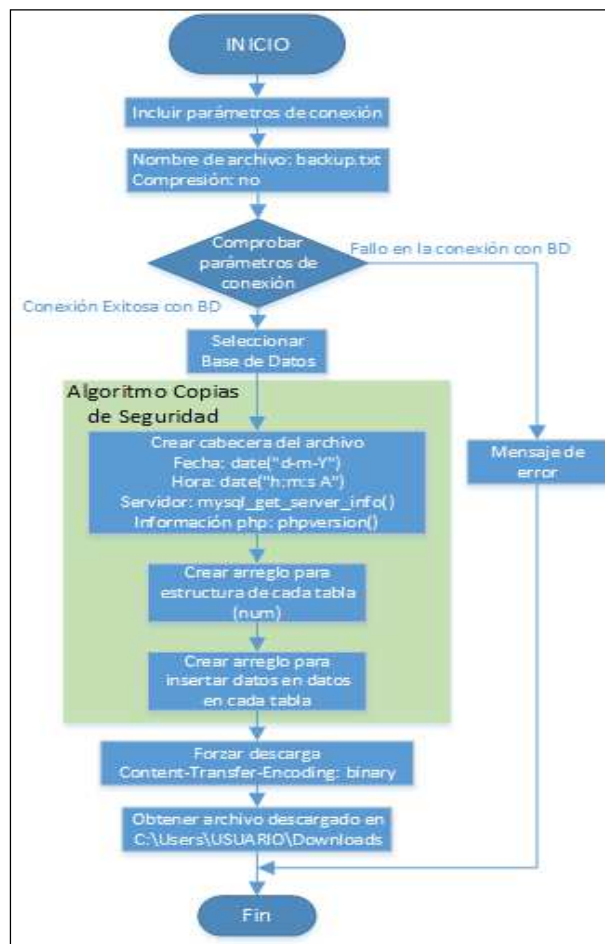 INICIO
Incluir parámetros de conexión
Nombre de archivo: backup.txt
Compresión: no
Comprobar
parámetros de
conexión
Fallo en la conexión con BD
Conexión Exitosa con BD
Seleccionar
Base de Datos
Algoritmo Copias
de Seguridad
Crear cabecera del archivo
Fecha: date("d-m-Y")
Hora: date("h:m:s A")
Servidor: mysql_get_server_info()
Información php: phpversion()
Mensaje de
error
Crear arreglo para
estructura de cada tabla
(num)
Crear arreglo para
insertar datos en datos
en cada tabla
Forzar descarga
Content-Transfer-Encoding: binary
Obtener archivo descargado en
C:\Users\USUARIO\Downloads
Fin